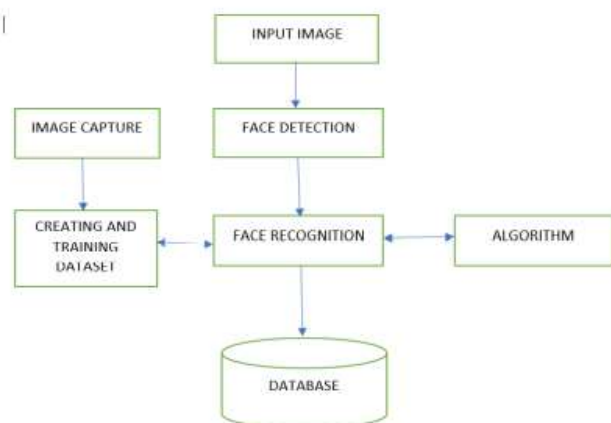 INPUT IMAGE
IMAGE CAPTURE
FACE DETECTION
CREATING AND
TRAINING
DATASET
FACE RECOGNITION
ALGORITHM
DATABASE